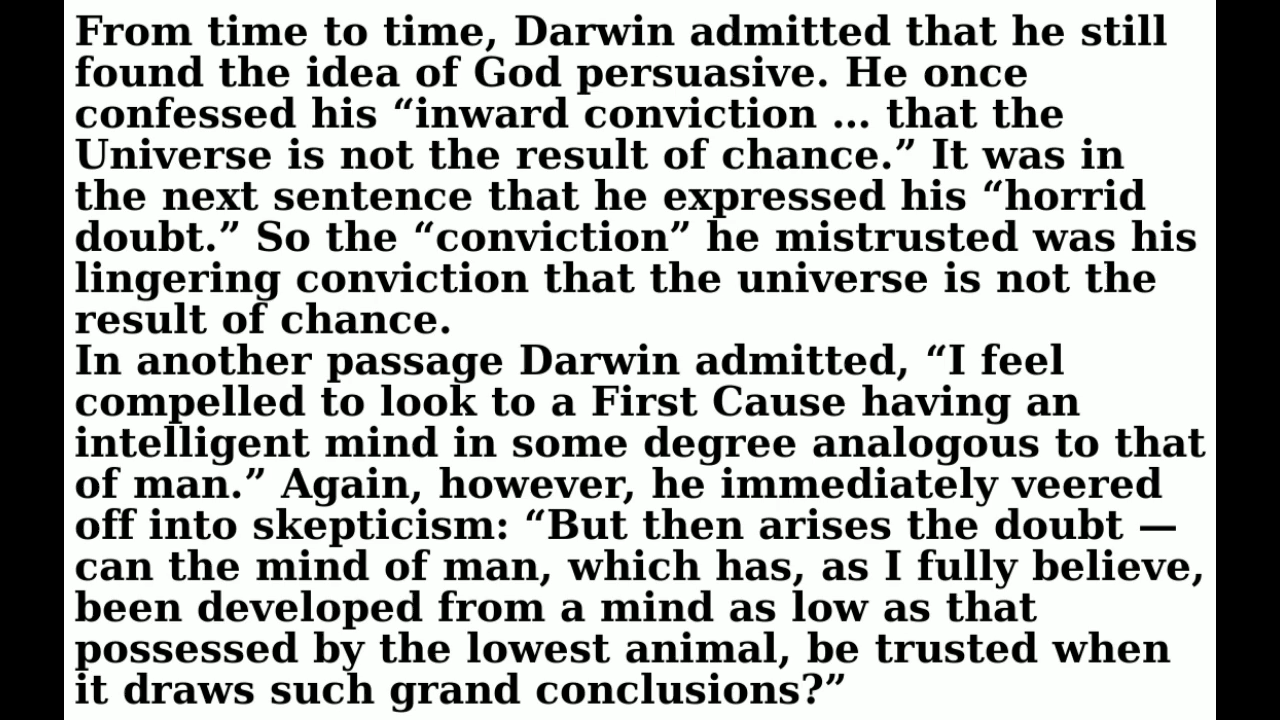 From time to time, Darwin admitted that he still
found the idea of God persuasive. He once
confessed his “inward conviction … that the
Universe is not the result of chance.” It was in
the next sentence that he expressed his “horrid
doubt.” So the “conviction” he mistrusted was his
lingering conviction that the universe is not the
result of chance.
In another passage Darwin admitted, “I feel
compelled to look to a First Cause having an
intelligent mind in some degree analogous to that
of man.” Again, however, he immediately veered
off into skepticism: “But then arises the doubt —
can the mind of man, which has, as I fully believe,
been developed from a mind as low as that
possessed by the lowest animal, be trusted when
it draws such grand conclusions?”